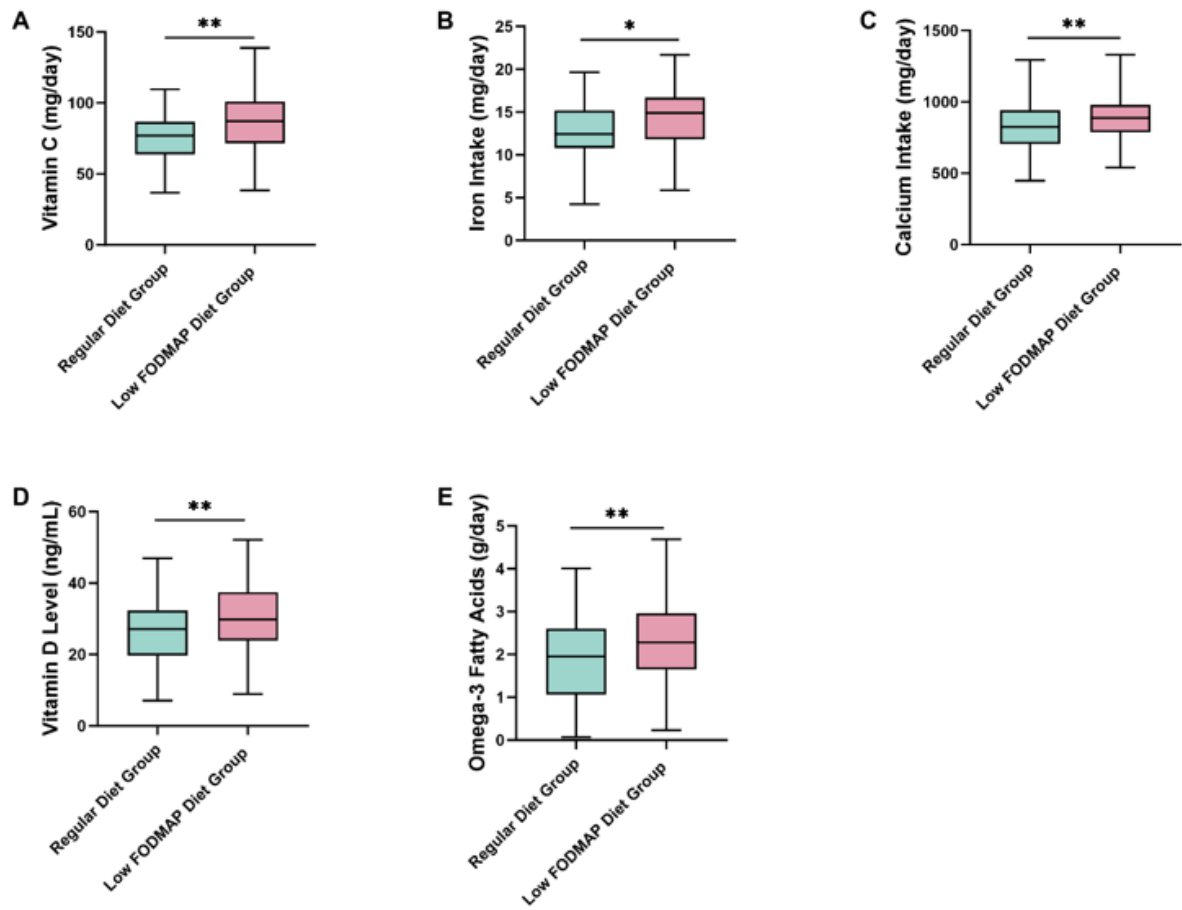 A
Vitamin C (mg/day)
**
150
100
50
0
Regular Diet Group
Low FODMAP Diet Group
B
Iron Intake (mg/day)
*
25
20
15
10
5
0
Regular Diet Group
Low FODMAP Diet Group
C
Calcium Intake (mg/day)
**
1500
1000
500
0
Regular Diet Group
Low FODMAP Diet Group
D
Vitamin D Level (ng/mL)
**
60
40
20
0
Regular Diet Group
Low FODMAP Diet Group
E
Omega-3 Fatty Acids (g/day)
**
5
4
3
2
1
0
Regular Diet Group
Low FODMAP Diet Group